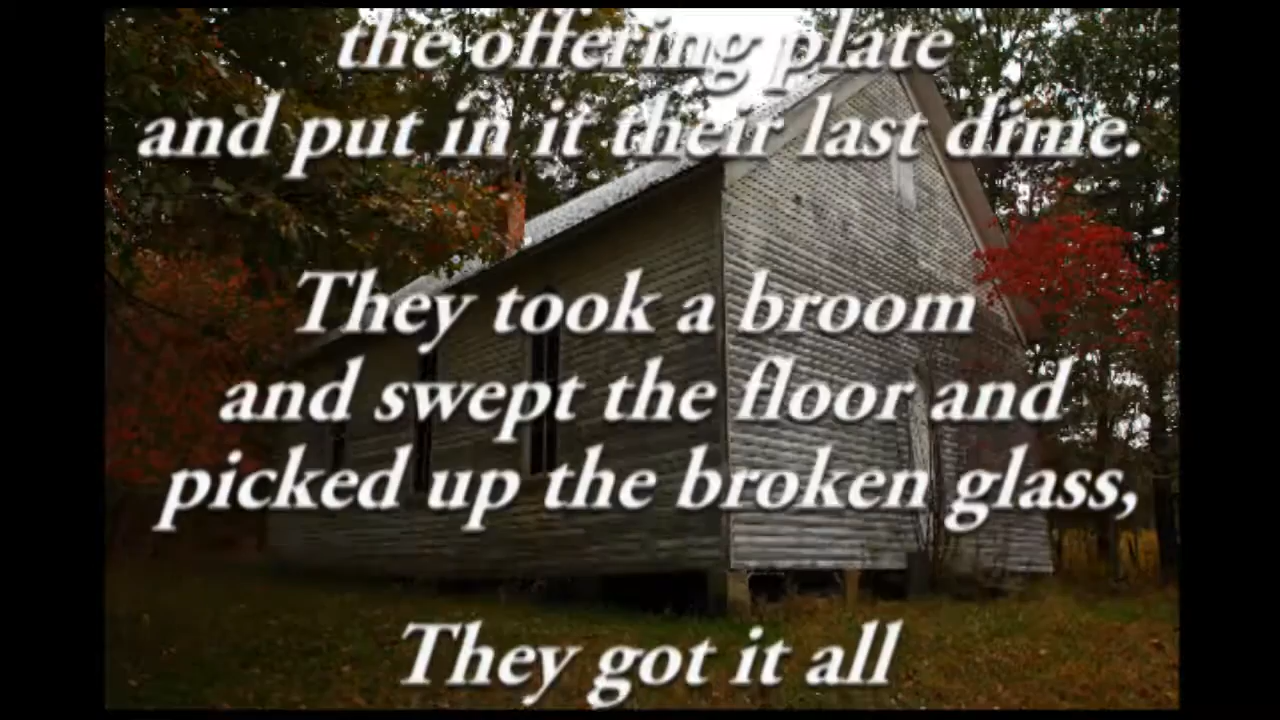 the offering plate
and put in it their last dime.
They took a broom
and swept the floor and
picked up the broken glass,
They got it all